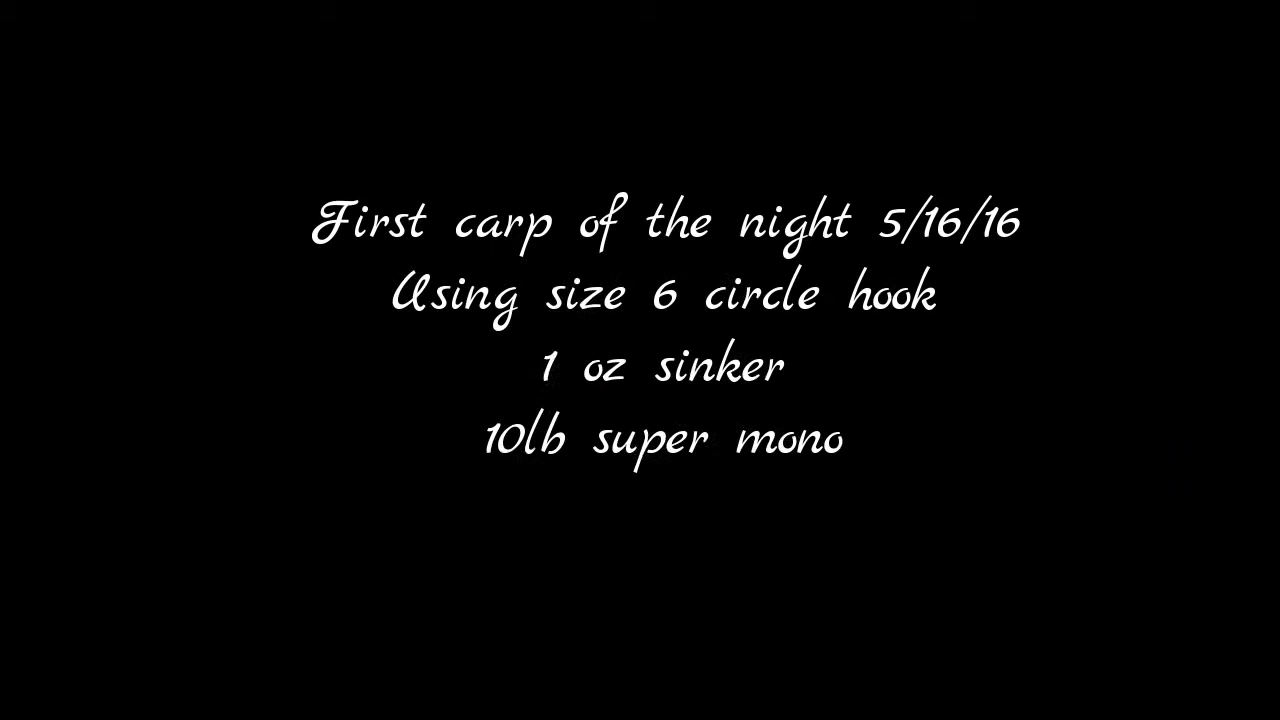 First carp of the night 5/16/16
Using size 6 circle hook
1 oz sinker
10lb super mono